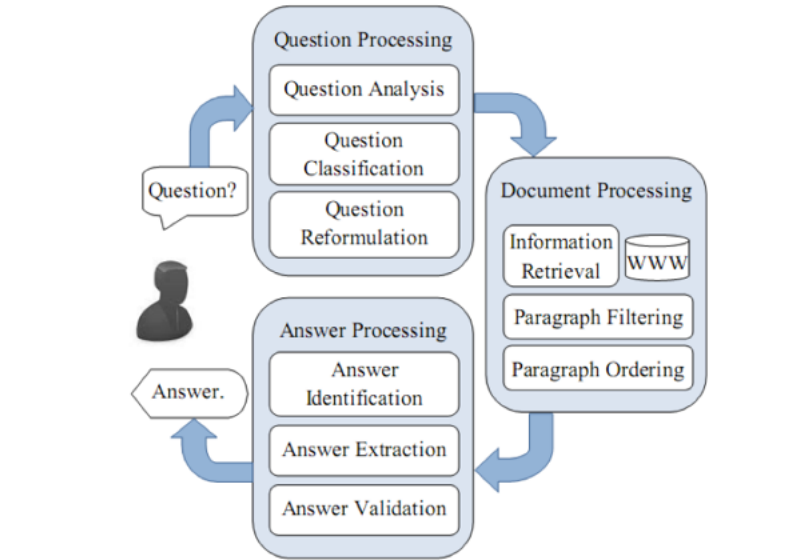 Question Processing
Question Analysis
Question
Classification
Question
Reformulation
Question?
Document Processing
Information
Retrieval
WWW
Paragraph Filtering
Paragraph Ordering
Answer Processing
Answer
Identification
Answer Extraction
Answer Validation
Answer.